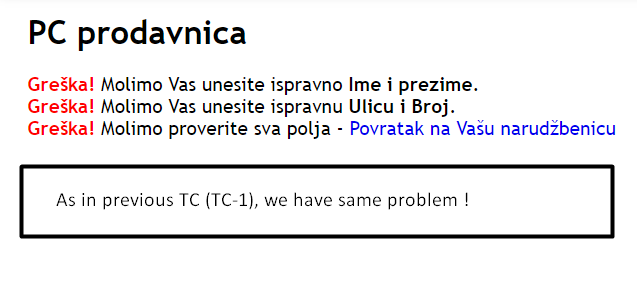 PC prodavnica
Greška! Molimo Vas unesite ispravno Ime i prezime.
Greška! Molimo Vas unesite ispravnu Ulicu i Broj.
Greška! Molimo proverite sva polja - Povratak na Vašu narudžbenicu
As in previous TC (TC-1), we have same problem !